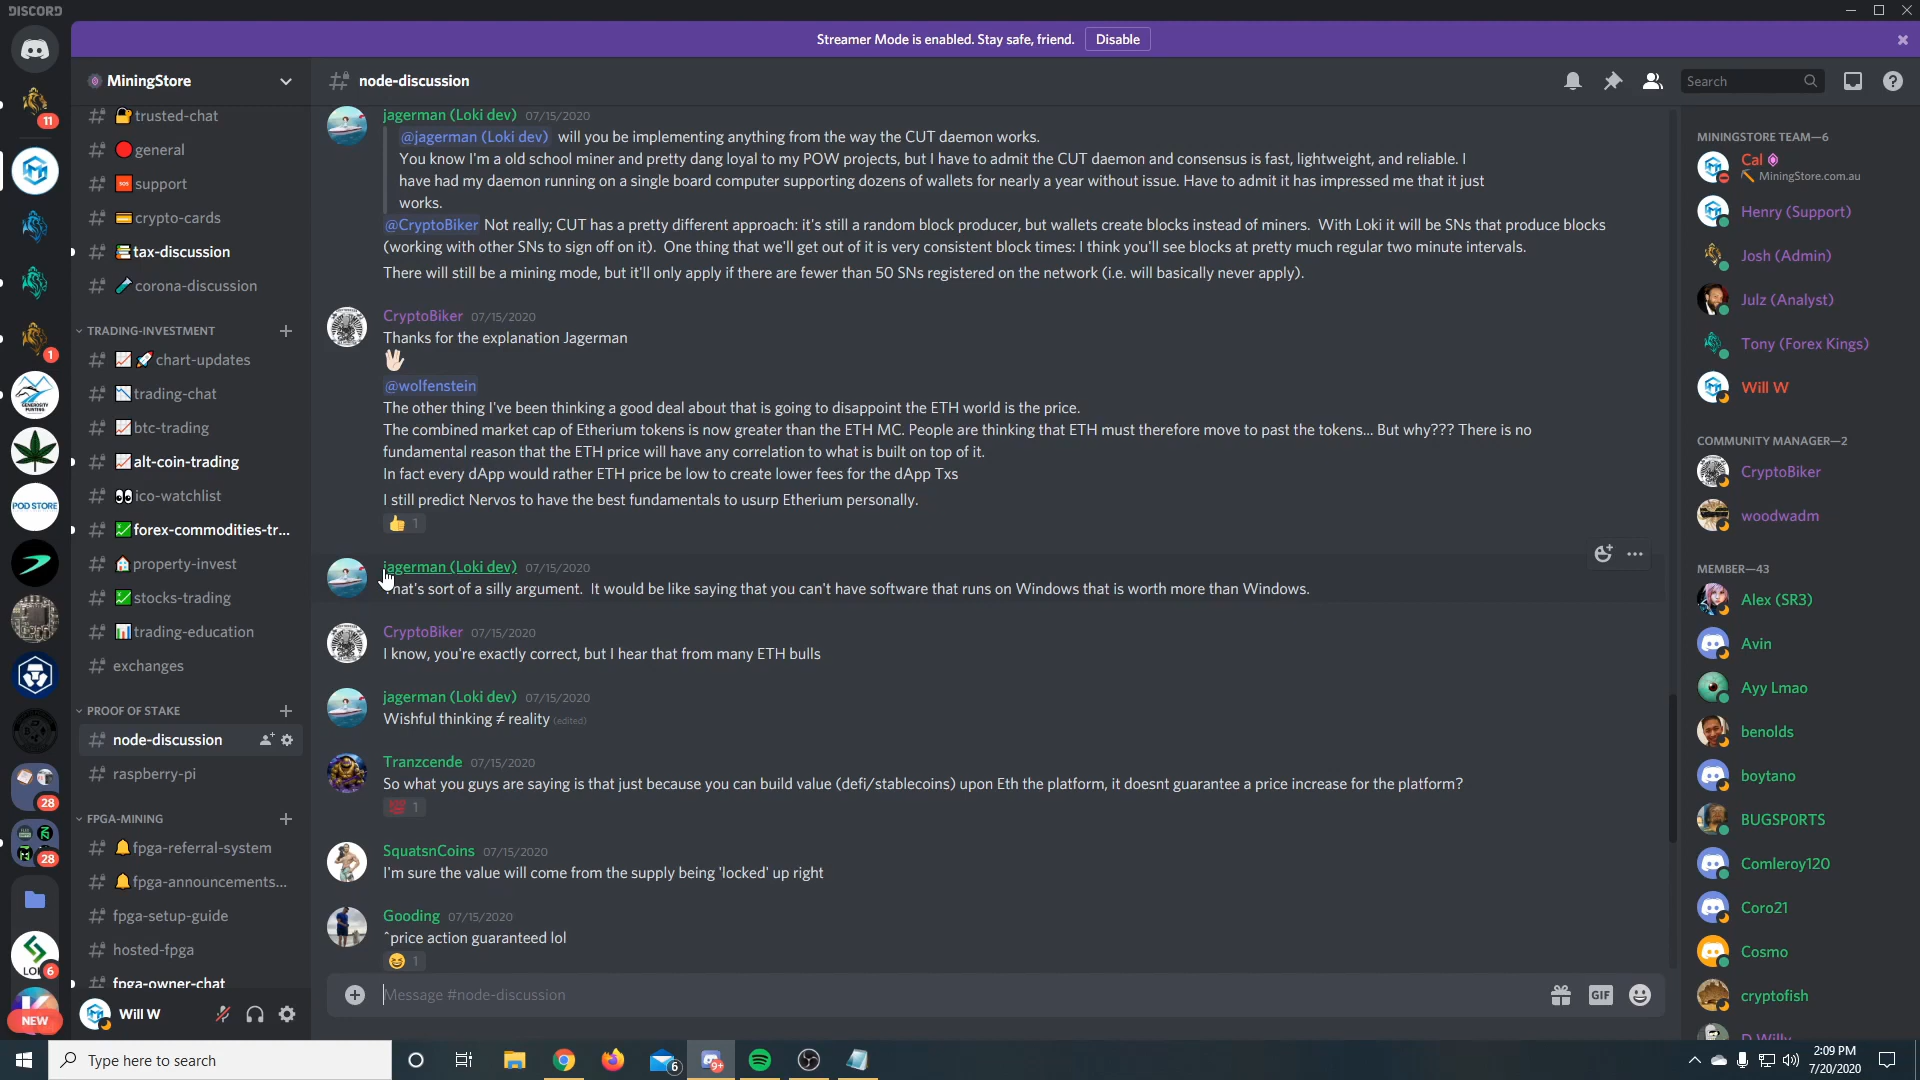 DISCORD
Streamer Mode is enabled. Stay safe, friend.
Disable
11
1
GENEROSITY
POD STORE
28
28
LOKI
6
NEW
MiningStore
trusted-chat
general
support
crypto-cards
tax-discussion
corona-discussion
TRADING-INVESTMENT
chart-updates
trading-chat
btc-trading
alt-coin-trading
ico-watchlist
forex-commodities-tr...
property-invest
stocks-trading
trading-education
exchanges
PROOF OF STAKE
node-discussion
raspberry-pi
FPGA-MINING
fpga-referral-system
fpga-announcements...
fpga-setup-guide
hosted-fpga
fpga-owner-chat
Will W
node-discussion
Search
jagerman (Loki dev) 07/15/2020
@jagerman (Loki dev) will you be implementing anything from the way the CUT daemon works.
You know I'm a old school miner and pretty dang loyal to my POW projects, but I have to admit the CUT daemon and consensus is fast, lightweight, and reliable. I
have had my daemon running on a single board computer supporting dozens of wallets for nearly a year without issue. Have to admit it has impressed me that it just
works.
@CryptoBiker Not really; CUT has a pretty different approach: it's still a random block producer, but wallets create blocks instead of miners. With Loki it will be SNs that produce blocks
(working with other SNs to sign off on it). One thing that we'll get out of it is very consistent block times: I think you'll see blocks at pretty much regular two minute intervals.
There will still be a mining mode, but it'll only apply if there are fewer than 50 SNs registered on the network (i.e. will basically never apply).
CryptoBiker 07/15/2020
Thanks for the explanation Jagerman
🖖🏻
@wolfenstein
The other thing I've been thinking a good deal about that is going to disappoint the ETH world is the price.
The combined market cap of Etherium tokens is now greater than the ETH MC. People are thinking that ETH must therefore move to past the tokens... But why??? There is no
fundamental reason that the ETH price will have any correlation to what is built on top of it.
In fact every dApp would rather ETH price be low to create lower fees for the dApp Txs
I still predict Nervos to have the best fundamentals to usurp Etherium personally.
👍 1
jagerman (Loki dev) 07/15/2020
hat's sort of a silly argument. It would be like saying that you can't have software that runs on Windows that is worth more than Windows.
CryptoBiker 07/15/2020
I know, you're exactly correct, but I hear that from many ETH bulls
jagerman (Loki dev) 07/15/2020
Wishful thinking ≠ reality (edited)
Tranzcende 07/15/2020
So what you guys are saying is that just because you can build value (defi/stablecoins) upon Eth the platform, it doesnt guarantee a price increase for the platform?
💯 1
SquatsnCoins 07/15/2020
I'm sure the value will come from the supply being 'locked' up right
Gooding 07/15/2020
^price action guaranteed lol
😆 1
Message #node-discussion
GIF
MININGSTORE TEAM—6
Cal
MiningStore.com.au
Henry (Support)
Josh (Admin)
Julz (Analyst)
Tony (Forex Kings)
Will W
COMMUNITY MANAGER—2
CryptoBiker
woodwadm
MEMBER—43
Alex (SR3)
Avin
Ayy Lmao
benolds
boytano
BUGSPORTS
Comleroy120
Coro21
Cosmo
cryptofish
D Willy
Type here to search
6
9+
2:09 PM
7/20/2020